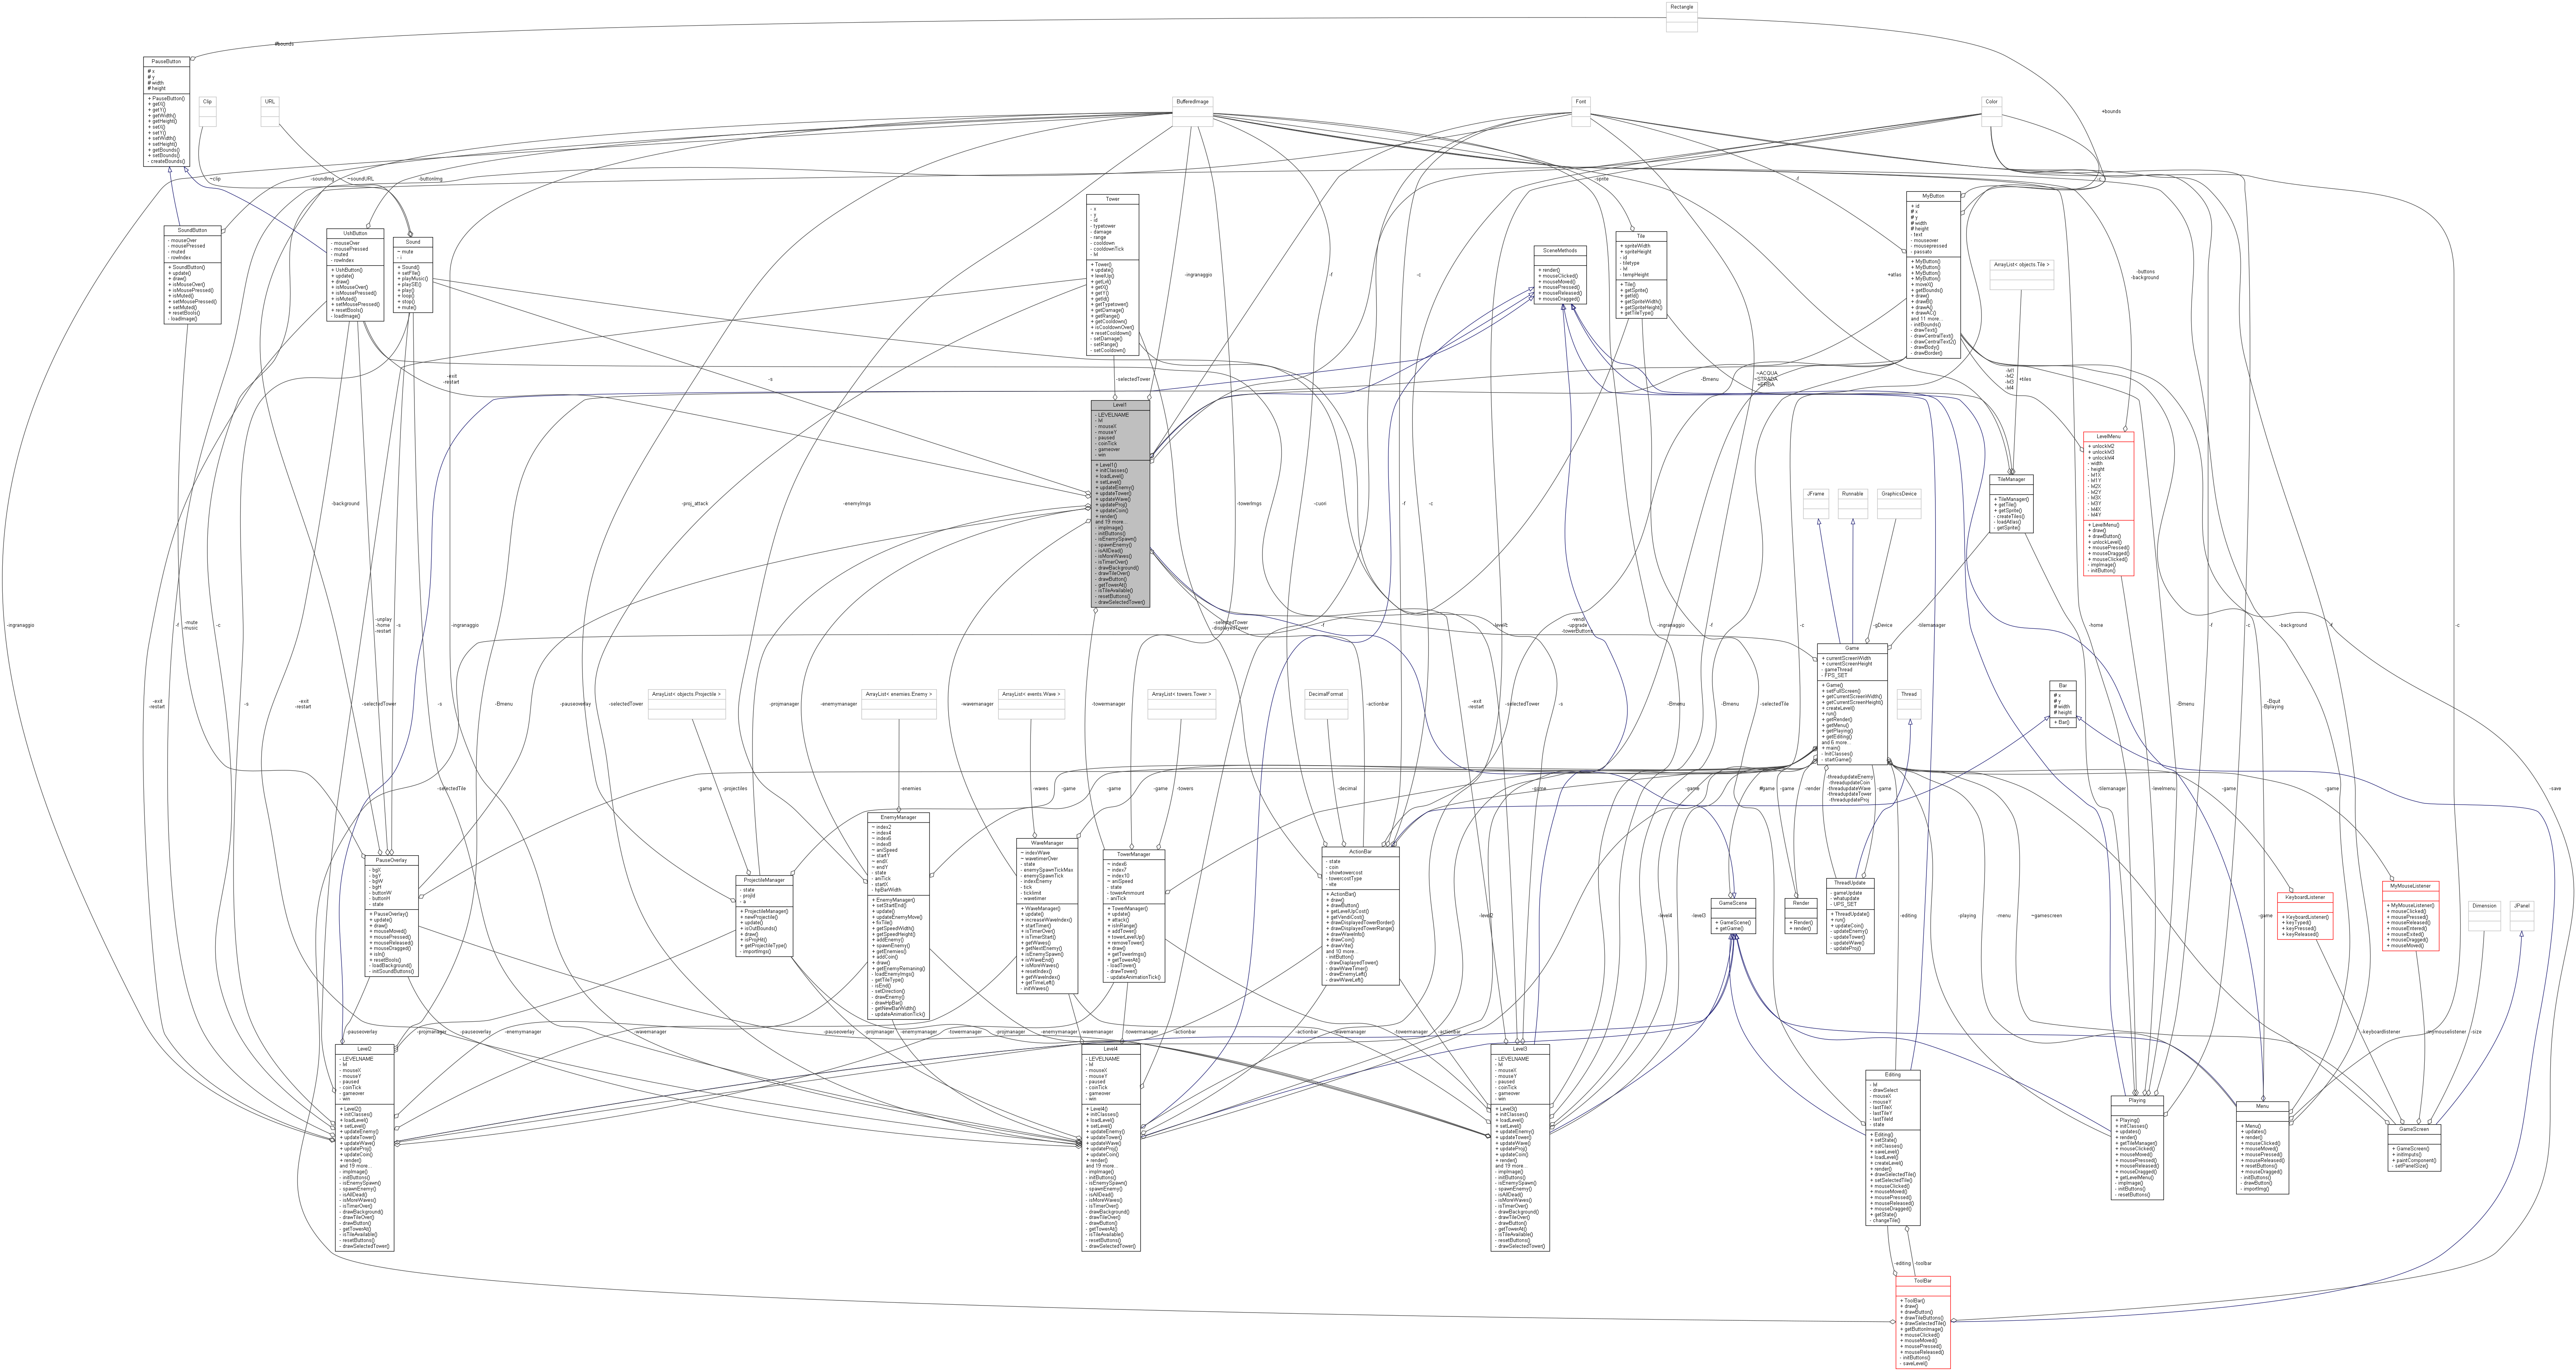 Rectangle
#bounds
PauseButton
# x
# y
# width
# height
+ PauseButton()
+ getX()
+ getY()
+ getWidth()
+ getHeight()
+ setX()
+ setY()
+ setWidth()
+ setHeight()
+ getBounds()
+ setBounds()
- createBounds()
Clip
URL
BufferedImage
Font
Color
+bounds
~clip
-soundImg
~soundURL
-buttonImg
-sprite
-f
-c
SoundButton
- mouseOver
- mousePressed
- muted
- rowIndex
+ SoundButton()
+ update()
+ draw()
+ isMouseOver()
+ isMousePressed()
+ isMuted()
+ setMousePressed()
+ setMuted()
+ resetBools()
- loadImage()
UshButton
- mouseOver
- mousePressed
- muted
- rowIndex
+ UshButton()
+ update()
+ draw()
+ isMouseOver()
+ isMousePressed()
+ isMuted()
+ setMousePressed()
+ resetBools()
- loadImage()
Sound
~ mute
- i
+ Sound()
+ setFile()
+ playMusic()
+ playSE()
+ play()
+ loop()
+ stop()
+ mute()
Tower
- x
- y
- id
- typetower
- damage
- range
- cooldown
- cooldownTick
- lvl
+ Tower()
+ update()
+ levelUp()
+ getLvl()
+ getX()
+ getY()
+ getId()
+ getTypetower()
+ getDamage()
+ getRange()
+ getCooldown()
+ isCooldownOver()
+ resetCooldown()
- setDamage()
- setRange()
- setCooldown()
SceneMethods
+ render()
+ mouseClicked()
+ mouseMoved()
+ mousePressed()
+ mouseReleased()
+ mouseDragged()
Tile
+ spriteWidth
+ spriteHeight
- id
- tiletype
- lvl
- tempHeight
+ Tile()
+ getSprite()
+ getId()
+ getSpriteWidth()
+ getSpriteHeight()
+ getTileType()
MyButton
+ id
# x
# y
# width
# height
- text
- mouseover
- mousepressed
- passato
+ MyButton()
+ MyButton()
+ MyButton()
+ MyButton()
+ moveX()
+ getBounds()
+ draw()
+ drawB()
+ drawA()
+ drawAC()
and 11 more...
- initBounds()
- drawText()
- drawCentralText()
- drawCentralText2()
- drawBody()
- drawBorder()
ArrayList< objects.Tile >
-ingranaggio
-f
-c
+atlas
-buttons
-background
-exit
-restart
-s
-selectedTower
-Bmenu
~ACQUA
~STRADA
-lvl1
-lvl2
-lvl3
-lvl4
+tiles
Level1
- LEVELNAME
- lvl
- mouseX
- mouseY
- paused
- coinTick
- gameover
- win
+ Level1()
+ initClasses()
+ loadLevel()
+ setLevel()
+ updateEnemy()
+ updateTower()
+ updateWave()
+ updateProj()
+ updateCoin()
+ render()
and 19 more...
- impImage()
- initButtons()
- isEnemySpawn()
- spawnEnemy()
- isAllDead()
- isMoreWaves()
- isTimerOver()
- drawBackground()
- drawTileOver()
- drawButton()
- getTowerAt()
- isTileAvailable()
- resetButtons()
- drawSelectedTower()
LevelMenu
+ unlocklvl2
+ unlocklvl3
+ unlocklvl4
- width
- height
- lvl1X
- lvl1Y
- lvl2X
- lvl2Y
- lvl3X
- lvl3Y
- lvl4X
- lvl4Y
+ LevelMenu()
+ draw()
+ drawButton()
+ unlockLevel()
+ mousePressed()
+ mouseDragged()
+ mouseClicked()
- impImage()
- initButton()
TileManager
+ TileManager()
+ getTile()
+ getSprite()
- createTiles()
- loadAtlas()
- getSprite()
JFrame
Runnable
GraphicsDevice
-background
-proj_attack
-enemyImgs
-towerImgs
-cuori
-f
-c
-ingranaggio
-c
-f
-mute
-music
-unplay
-home
-restart
-s
-ingranaggio
-selectedTower
-displayedTower
-f
-level1
-vendi
-upgrade
-towerButtons
-ingranaggio
-f
-c
-gDevice
-tilemanager
-home
-f
-c
-c
-background
-f
Game
+ currentScreenWidth
+ currentScreenHeight
- gameThread
- FPS_SET
+ Game()
+ setFullScreen()
+ getCurrentScreenWidth()
+ getCurrentScreenHeight()
+ createLevel()
+ run()
+ getRender()
+ getMenu()
+ getPlaying()
+ getEditing()
and 6 more...
+ main()
- InitClasses()
- startGame()
ArrayList< objects.Projectile >
ArrayList< enemies.Enemy >
ArrayList< events.Wave >
ArrayList< towers.Tower >
DecimalFormat
Thread
Bar
# x
# y
# width
# height
+ Bar()
-exit
-restart
-s
-exit
-restart
-selectedTower
-s
-Bmenu
-pauseoverlay
-selectedTower
-projmanager
-enemymanager
-wavemanager
-towermanager
-actionbar
-exit
-restart
-selectedTower
-s
-Bmenu
-Bmenu
-selectedTile
-Bmenu
-Bquit
-Bplaying
-selectedTile
-game
-projectiles
-game
-enemies
-game
-waves
-game
-towers
-decimal
-game
-game
#game
-game
-render
-threadupdateEnemy
-threadupdateCoin
-threadupdateWave
-threadupdateTower
-threadupdateProj
-game
-tilemanager
-levelmenu
-game
-game
-save
PauseOverlay
- bgX
- bgY
- bgW
- bgH
- buttonW
- buttonH
- state
+ PauseOverlay()
+ update()
+ draw()
+ mouseMoved()
+ mousePressed()
+ mouseReleased()
+ mouseDragged()
+ isIn()
+ resetBools()
- loadBackground()
- initSoundButtons()
ProjectileManager
- state
- projId
- a
+ ProjectileManager()
+ newProjectile()
+ update()
+ isOutBounds()
+ draw()
+ isProjHit()
+ getProjectileType()
- importImgs()
EnemyManager
~ index2
~ index4
~ index6
~ index8
~ aniSpeed
~ startY
~ endX
~ endY
- state
- aniTick
- startX
- hpBarWidth
+ EnemyManager()
+ setStartEnd()
+ update()
+ updateEnemyMove()
+ fixTile()
+ getSpeedWidth()
+ getSpeedHeight()
+ addEnemy()
+ spawnEnemy()
+ getEnemies()
+ addCoin()
+ draw()
+ getEnemyRemaning()
- loadEnemyImgs()
- getTileType()
- isEnd()
- setDirection()
- drawEnemy()
- drawHpBar()
- getNewBarWidth()
- updateAnimationTick()
WaveManager
~ indexWave
~ wavetimerOver
- state
- enemySpawnTickMax
- enemySpawnTick
- indexEnemy
- tick
- ticklimit
- wavetimer
+ WaveManager()
+ update()
+ increaseWaveIndex()
+ startTimer()
+ isTimerOver()
+ isTimerStart()
+ getWaves()
+ getNestEnemy()
+ isEnemySpawn()
+ isWaveEnd()
+ isMoreWaves()
+ resetIndex()
+ getWaveIndex()
+ getTimeLeft()
- initWaves()
TowerManager
~ index6
~ index7
~ index10
~ aniSpeed
- state
- towerAmmount
- aniTick
+ TowerManager()
+ update()
+ attack()
+ isInRange()
+ addTower()
+ towerLevelUp()
+ removeTower()
+ draw()
+ getTowerImgs()
+ getTowerAt()
- loadTower()
- drawTower()
- updateAnimationTick()
ActionBar
- state
- coin
- showtowercost
- towercostType
- vite
+ ActionBar()
+ draw()
+ drawButton()
+ getLevelUpCost()
+ getVendiCost()
+ drawDisplayedTowerBorder()
+ drawDisplayedTowerRange()
+ drawWaveInfo()
+ drawCoin()
+ drawVite()
and 10 more...
- initButton()
- drawDisplayedTower()
- drawWaveTimer()
- drawEnemyLeft()
- drawWaveLeft()
GameScene
+ GameScene()
+ getGame()
Render
+ Render()
+ render()
ThreadUpdate
- gameUpdate
- whatupdate
- UPS_SET
+ ThreadUpdate()
+ run()
+ updateCoin()
- updateEnemy()
- updateTower()
- updateWave()
- updateProj()
KeyboardListener
+ KeyboardListener()
+ keyTyped()
+ keyPressed()
+ keyReleased()
MyMouseListener
+ MyMouseListener()
+ mouseClicked()
+ mousePressed()
+ mouseReleased()
+ mouseEntered()
+ mouseExited()
+ mouseDragged()
+ mouseMoved()
Dimension
JPanel
-level2
-level4
-level3
-editing
-playing
-menu
~gamescreen
-game
-pauseoverlay
-projmanager
-pauseoverlay
-enemymanager
-wavemanager
-pauseoverlay
-projmanager
-enemymanager
-towermanager
-projmanager
-enemymanager
-wavemanager
-towermanager
-actionbar
-actionbar
-wavemanager
-towermanager
-actionbar
-keyboardlistener
-mymouselistener
-size
Level2
- LEVELNAME
- lvl
- mouseX
- mouseY
- paused
- coinTick
- gameover
- win
+ Level2()
+ initClasses()
+ loadLevel()
+ setLevel()
+ updateEnemy()
+ updateTower()
+ updateWave()
+ updateProj()
+ updateCoin()
+ render()
and 19 more...
- impImage()
- initButtons()
- isEnemySpawn()
- spawnEnemy()
- isAllDead()
- isMoreWaves()
- isTimerOver()
- drawBackground()
- drawTileOver()
- drawButton()
- getTowerAt()
- isTileAvailable()
- resetButtons()
- drawSelectedTower()
Level4
- LEVELNAME
- lvl
- mouseX
- mouseY
- paused
- coinTick
- gameover
- win
+ Level4()
+ initClasses()
+ loadLevel()
+ setLevel()
+ updateEnemy()
+ updateTower()
+ updateWave()
+ updateProj()
+ updateCoin()
+ render()
and 19 more...
- impImage()
- initButtons()
- isEnemySpawn()
- spawnEnemy()
- isAllDead()
- isMoreWaves()
- isTimerOver()
- drawBackground()
- drawTileOver()
- drawButton()
- getTowerAt()
- isTileAvailable()
- resetButtons()
- drawSelectedTower()
Level3
- LEVELNAME
- lvl
- mouseX
- mouseY
- paused
- coinTick
- gameover
- win
+ Level3()
+ initClasses()
+ loadLevel()
+ setLevel()
+ updateEnemy()
+ updateTower()
+ updateWave()
+ updateProj()
+ updateCoin()
+ render()
and 19 more...
- impImage()
- initButtons()
- isEnemySpawn()
- spawnEnemy()
- isAllDead()
- isMoreWaves()
- isTimerOver()
- drawBackground()
- drawTileOver()
- drawButton()
- getTowerAt()
- isTileAvailable()
- resetButtons()
- drawSelectedTower()
Editing
- lvl
- drawSelect
- mouseX
- mouseY
- lastTileX
- lastTileY
- lastTileId
- state
+ Editing()
+ setState()
+ initClasses()
+ saveLevel()
+ loadLevel()
+ createLevel()
+ render()
+ drawSelectedTile()
+ setSelectedTile()
+ mouseClicked()
+ mouseMoved()
+ mousePressed()
+ mouseReleased()
+ mouseDragged()
+ getState()
- changeTile()
Playing
+ Playing()
+ initClasses()
+ updates()
+ render()
+ getTileManager()
+ mouseClicked()
+ mouseMoved()
+ mousePressed()
+ mouseReleased()
+ mouseDragged()
+ getLevelMenu()
- impImage()
- initButtons()
- resetButtons()
Menu
+ Menu()
+ updates()
+ render()
+ mouseClicked()
+ mouseMoved()
+ mousePressed()
+ mouseReleased()
+ resetButtons()
+ mouseDragged()
- initButtons()
- drawButton()
- importImg()
GameScreen
+ GameScreen()
+ initInputs()
+ paintComponent()
- setPanelSize()
-editing
-toolbar
ToolBar
+ ToolBar()
+ draw()
+ drawButton()
+ drawTileButtons()
+ drawSelectedTile()
+ getButtonImage()
+ mouseClicked()
+ mouseMoved()
+ mousePressed()
+ mouseReleased()
- initButtons()
- saveLevel()